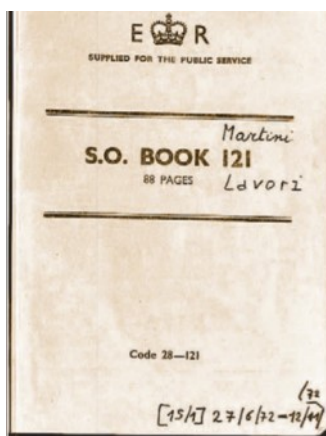 E R
SUPPLIED FOR THE PUBLIC SERVICE
Martini
S.O. BOOK 121
88 PAGES Lavori
Code 28—121
(72
[15/1] 27/6/72-12/11)